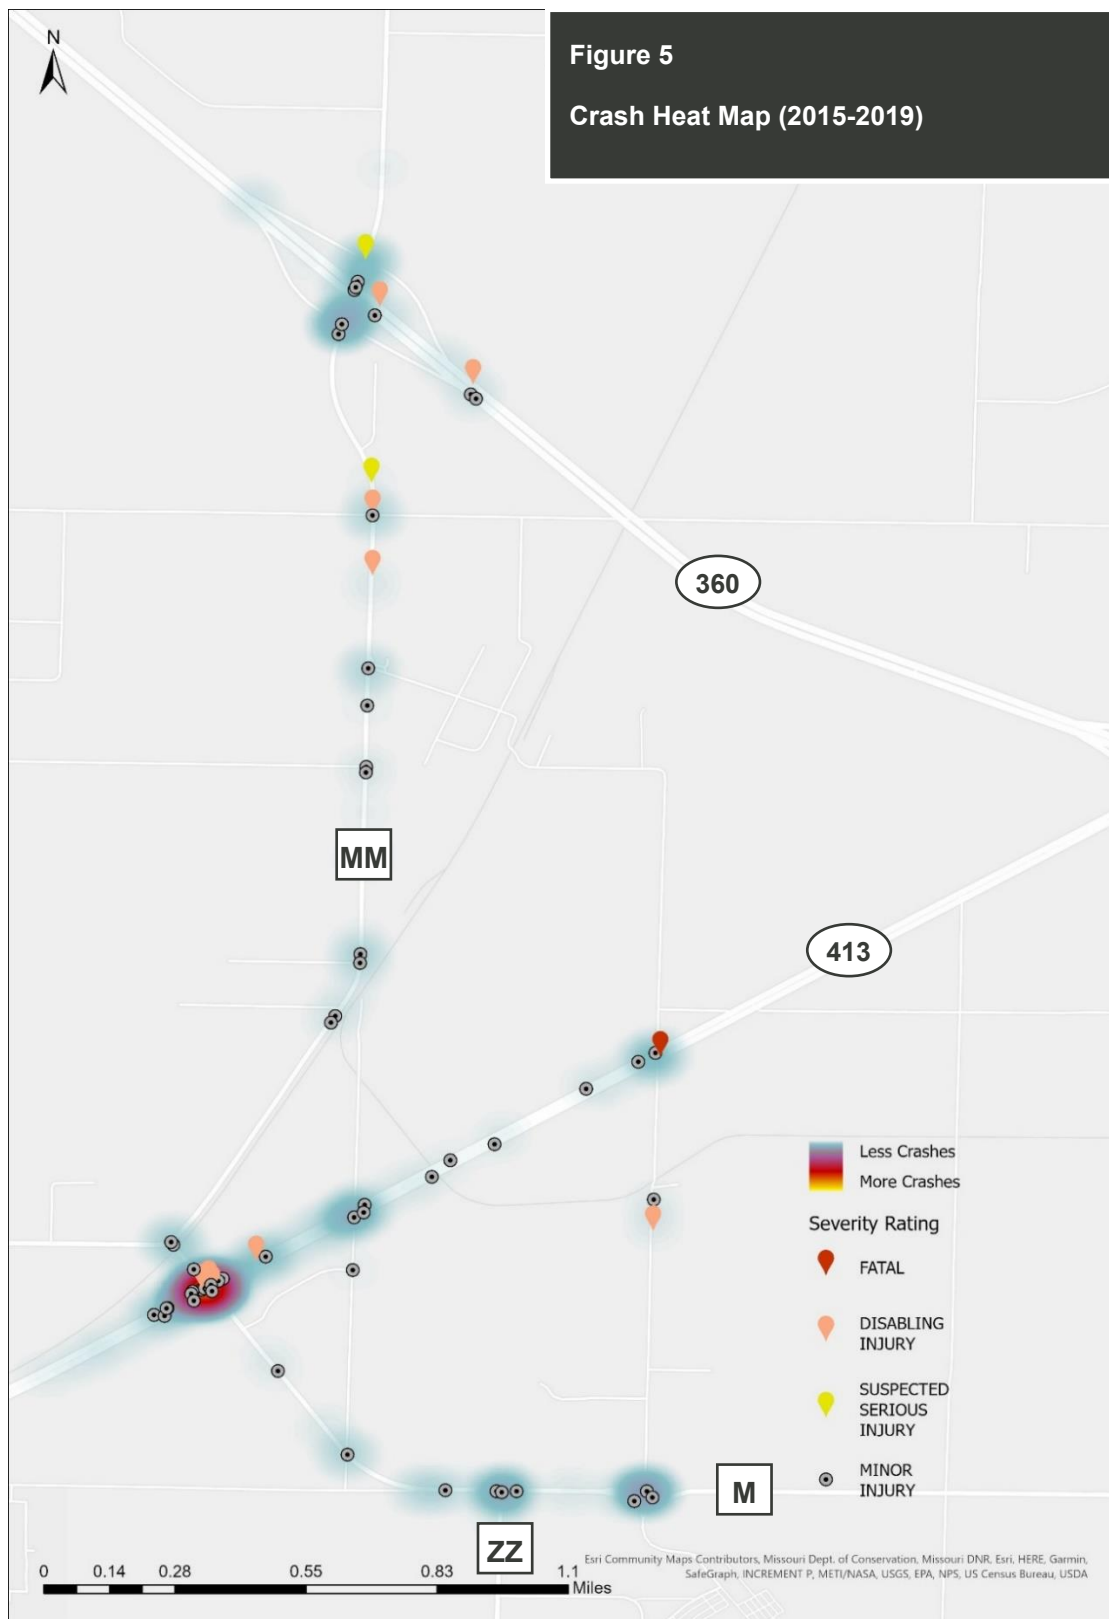 N
Figure 5
Crash Heat Map (2015-2019)
360
MM
413
Less Crashes
More Crashes
Severity Rating
FATAL
DISABLING
INJURY
SUSPECTED
SERIOUS
INJURY
MINOR
INJURY
M
ZZ
Esri Community Maps Contributors, Missouri Dept. of Conservation, Missouri DNR, Esri, HERE, Garmin,
SafeGraph, INCREMENT P, METI/NASA, USGS, EPA, NPS, US Census Bureau, USDA
0 0.14 0.28 0.55 0.83 1.1
Miles